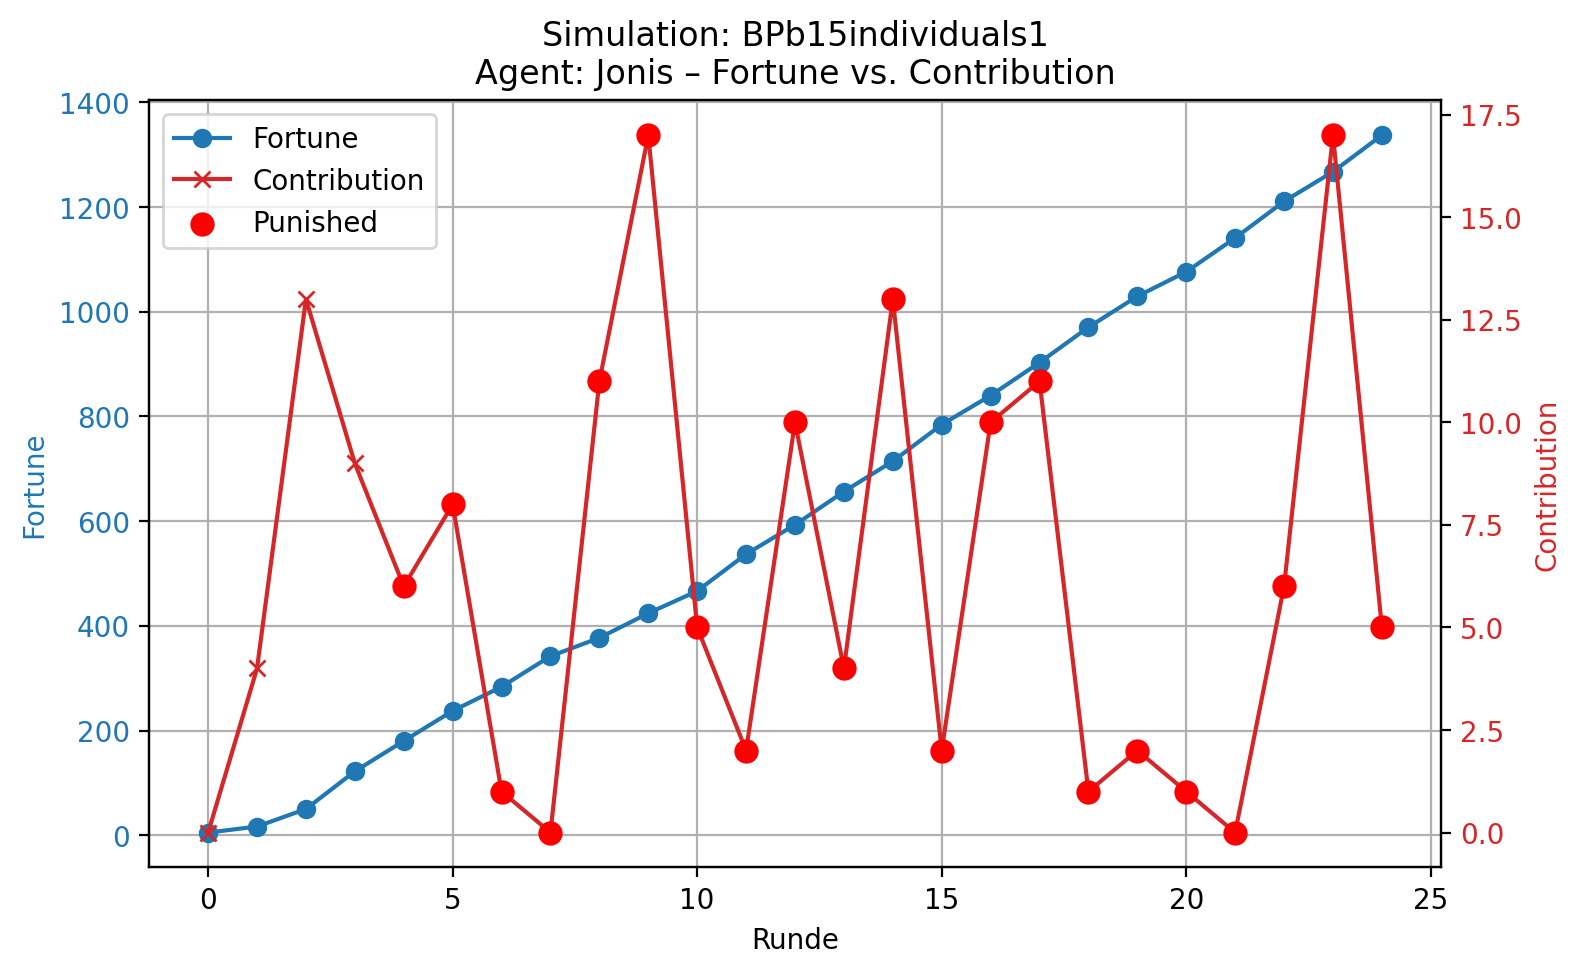 Simulation: BPb15individuals1
Agent: Jonis – Fortune vs. Contribution
Fortune
Contribution
Punished
1400
1200
1000
800
600
400
200
0
Fortune
17.5
15.0
12.5
10.0
7.5
5.0
2.5
0.0
Contribution
0 5 10 15 20 25
Runde